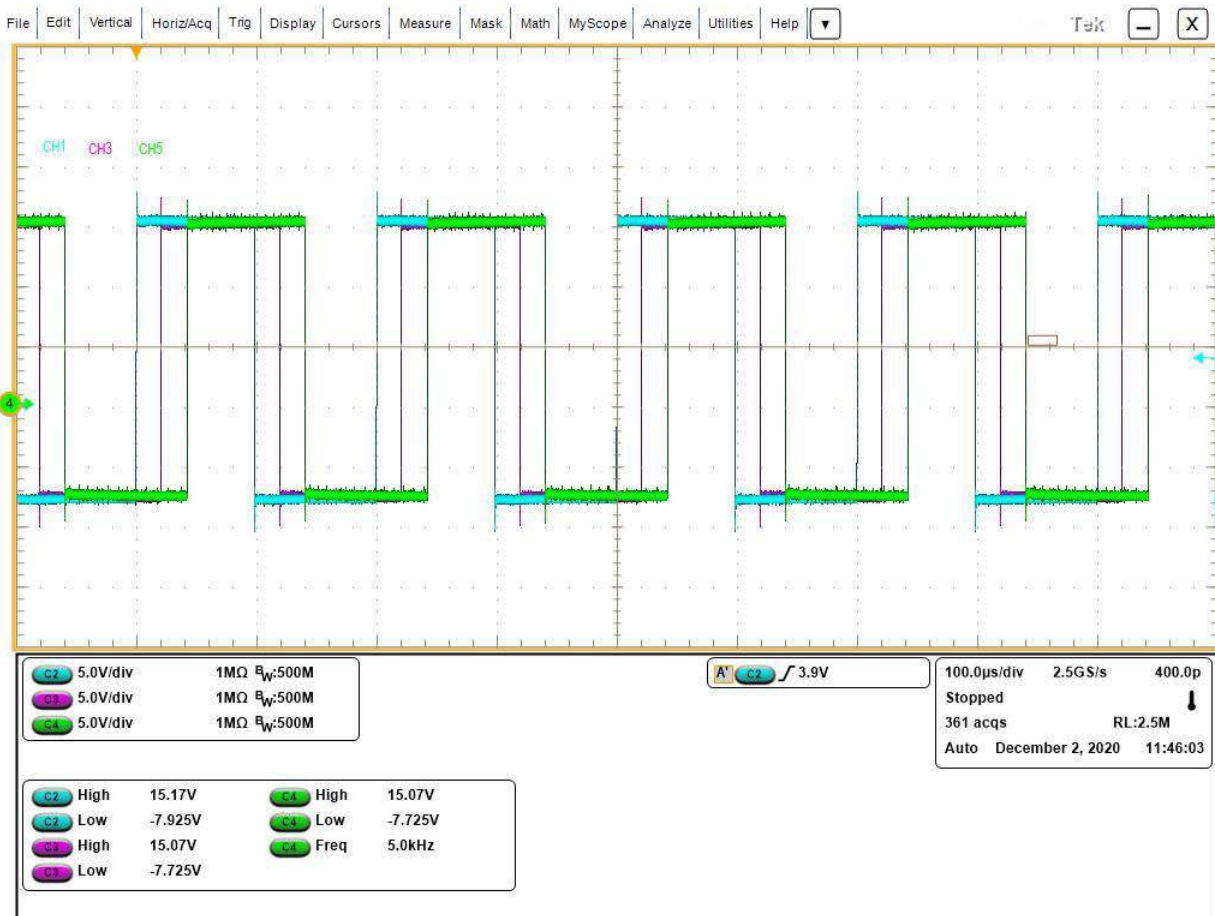 File Edit Vertical Horiz/Acq Trig Display Cursors Measure Mask Math MyScope Analyze Utilities Help Tek X
CH1 CH3 CH5
4
C2 5.0V/div 1MΩ BW:500M
C3 5.0V/div 1MΩ BW:500M
C4 5.0V/div 1MΩ BW:500M
A' C2 3.9V
100.0µs/div 2.5GS/s 400.0p
Stopped
361 acqs RL:2.5M
Auto December 2, 2020 11:46:03
C2 High 15.17V C4 High 15.07V
C2 Low -7.925V C4 Low -7.725V
C3 High 15.07V C4 Freq 5.0kHz
C3 Low -7.725V